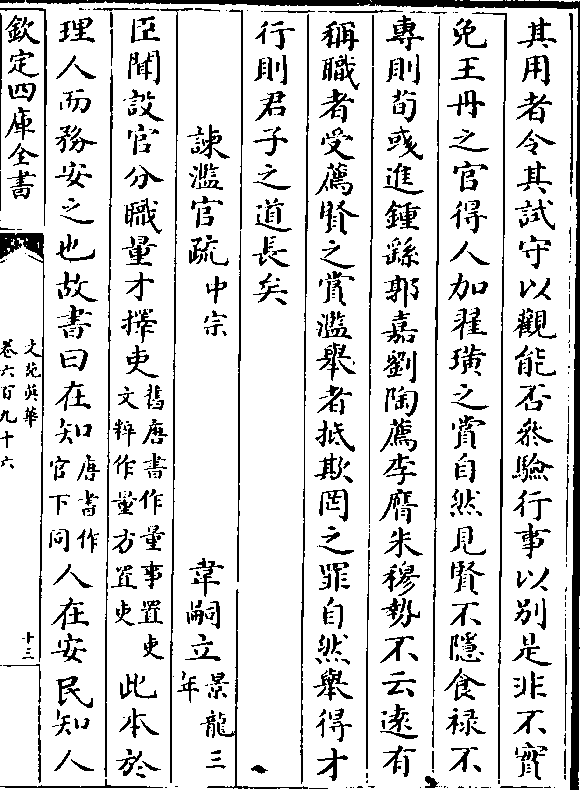 其用者令其試守以觀能否叅驗行事以别是非不實
免王丹之官得人加翟璜之賞自然見賢不隱食禄不
專則荀彧進鍾繇郭嘉劉陶薦李膺朱穆勢不云逺有
稱職者受薦賢之賞濫舉者抵欺罔之罪自然舉得才
行則君子之道長矣
諫濫官疏中宗 韋嗣立景龍三年
臣聞設官分職量才擇吏舊唐書作量事置吏文粹作量方置吏此本於
理人而務安之也故書曰在知唐書作官下同人在安民知人
欽定四庫全書
文苑英華
卷六百九十六
十三